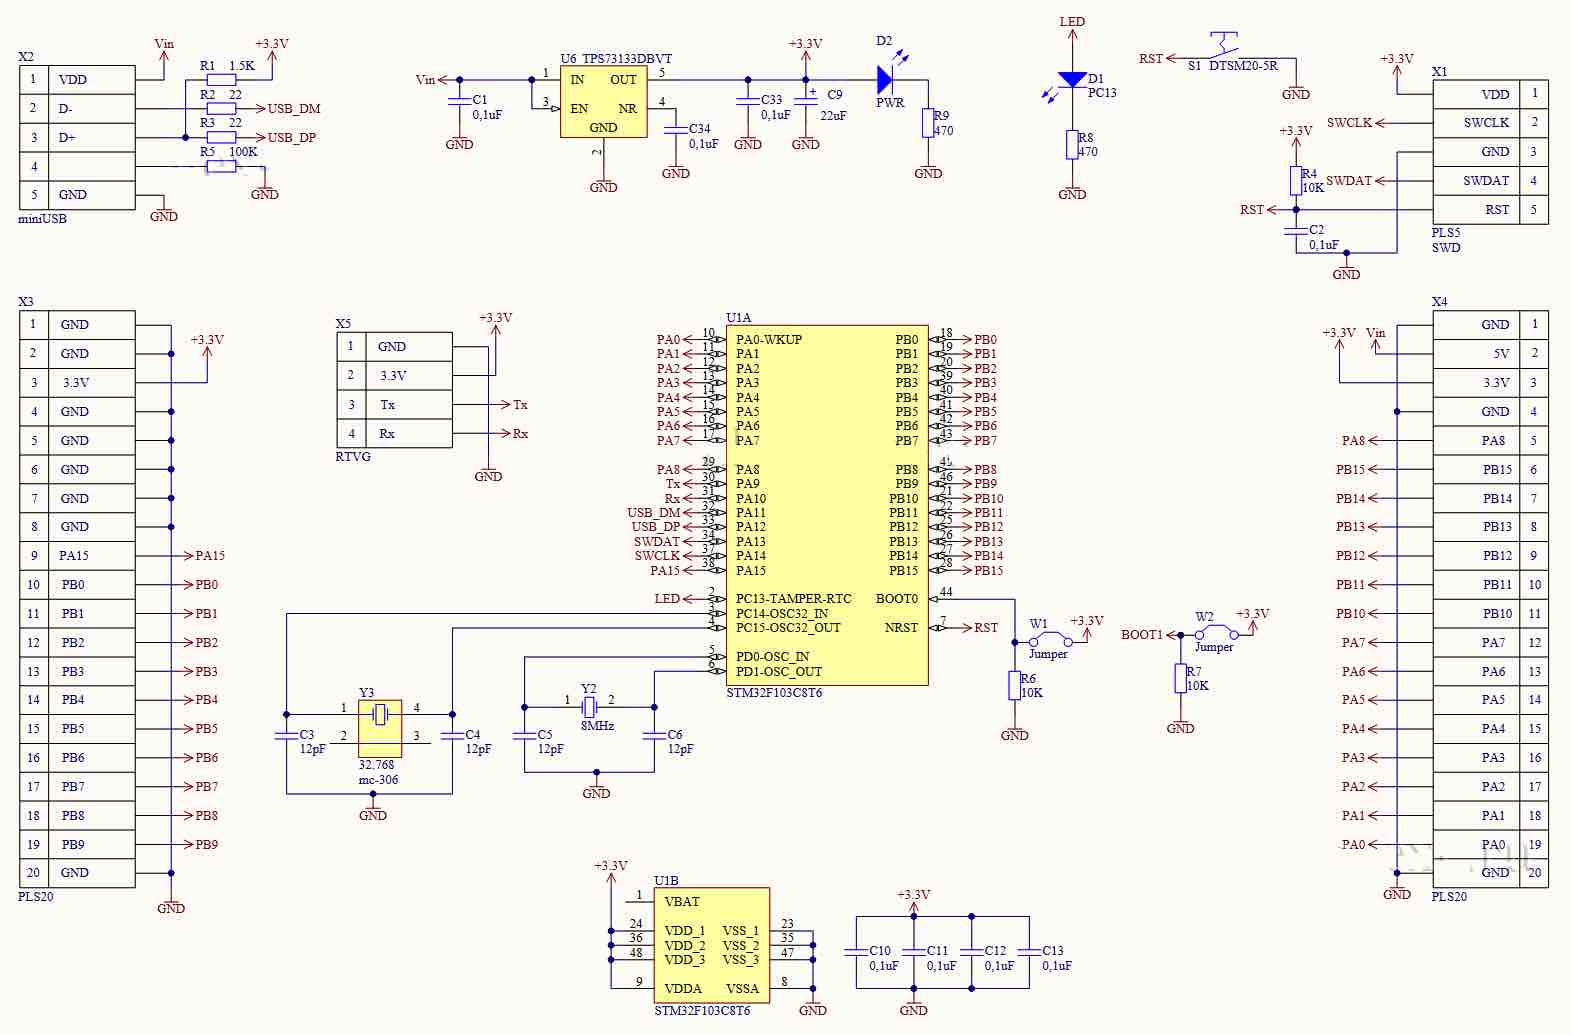 X2
1 VDD
2 D-
3 D+
4
5 GND
miniUSB
Vin
+3.3V
R1 1.5K
R2 22
USB_DM
R3 22
USB_DP
R5 100K
GND
GND
U6 TPS73133DBVT
Vin
1 IN OUT 5
3 EN NR 4
GND
2
GND
C1
0,1uF
GND
C34
0,1uF
GND
C33
0,1uF
GND
+3.3V
+
C9
22uF
GND
D2
PWR
R9
470
GND
LED
D1
PC13
R8
470
GND
RST
S1 DTSM20-5R
GND
+3.3V
X1
VDD 1
SWCLK SWCLK 2
GND 3
SWDAT SWDAT 4
RST RST 5
PLS5
SWD
+3.3V
R4
10K
C2
0,1uF
GND
X3
1 GND
2 GND
3 3.3V
4 GND
5 GND
6 GND
7 GND
8 GND
9 PA15 PA15
10 PB0 PB0
11 PB1 PB1
12 PB2 PB2
13 PB3 PB3
14 PB4 PB4
15 PB5 PB5
16 PB6 PB6
17 PB7 PB7
18 PB8 PB8
19 PB9 PB9
20 GND
PLS20
+3.3V
GND
X5
1 GND
2 3.3V
3 Tx Tx
4 Rx Rx
RTVG
+3.3V
GND
U1A
PA0 10 PA0-WKUP PB0 18 PB0
PA1 11 PA1 PB1 19 PB1
PA2 12 PA2 PB2 20 PB2
PA3 13 PA3 PB3 39 PB3
PA4 14 PA4 PB4 40 PB4
PA5 15 PA5 PB5 41 PB5
PA6 16 PA6 PB6 42 PB6
PA7 17 PA7 PB7 43 PB7
PA8 29 PA8 PB8 PB8
Tx 30 PA9 PB9 46 PB9
Rx 31 PA10 PB10 21 PB10
USB_DM 32 PA11 PB11 22 PB11
USB_DP 33 PA12 PB12 25 PB12
SWDAT 34 PA13 PB13 26 PB13
SWCLK 37 PA14 PB14 27 PB14
PA15 38 PA15 PB15 28 PB15
LED 2 PC13-TAMPER-RTC BOOT0 44
3 PC14-OSC32_IN
4 PC15-OSC32_OUT NRST 7 RST
5 PD0-OSC_IN
6 PD1-OSC_OUT
STM32F103C8T6
Y3
1 4
2 3
32.768
mc-306
C3
12pF
C4
12pF
GND
Y2
1 2
8MHz
C5
12pF
C6
12pF
GND
W1
Jumper
+3.3V
R6
10K
GND
BOOT1
W2
Jumper
+3.3V
R7
10K
GND
X4
+3.3V Vin
GND 1
5V 2
3.3V 3
GND 4
PA8 PA8 5
PB15 PB15 6
PB14 PB14 7
PB13 PB13 8
PB12 PB12 9
PB11 PB11 10
PB10 PB10 11
PA7 PA7 12
PA6 PA6 13
PA5 PA5 14
PA4 PA4 15
PA3 PA3 16
PA2 PA2 17
PA1 PA1 18
PA0 PA0 19
GND 20
GND
PLS20
+3.3V
U1B
1 VBAT
24 VDD_1 VSS_1 23
36 VDD_2 VSS_2 35
48 VDD_3 VSS_3 47
9 VDDA VSSA 8
STM32F103C8T6
GND
+3.3V
C10
0,1uF
C11
0,1uF
C12
0,1uF
C13
0,1uF
GND